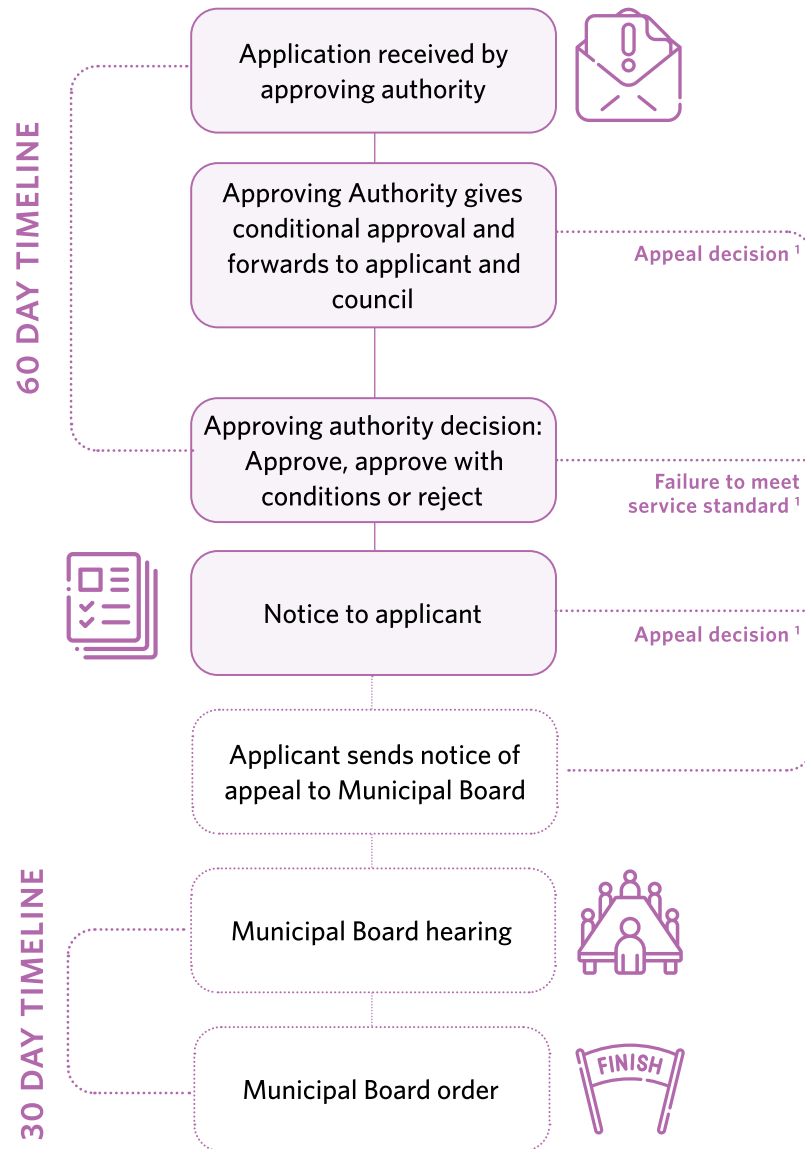 Application received by
approving authority
60 DAY TIMELINE
Approving Authority gives
conditional approval and
forwards to applicant and
council
Appeal decision ¹
Approving authority decision:
Approve, approve with
conditions or reject
Failure to meet
service standard ¹
Notice to applicant
Appeal decision ¹
Applicant sends notice of
appeal to Municipal Board
30 DAY TIMELINE
Municipal Board hearing
Municipal Board order
FINISH